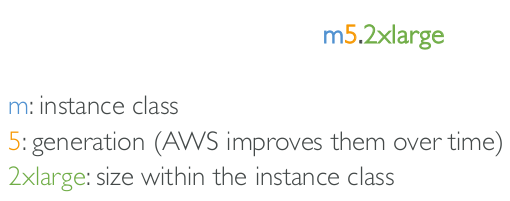 m5.2xlarge
m: instance class
5: generation (AWS improves them over time)
2xlarge: size within the instance class